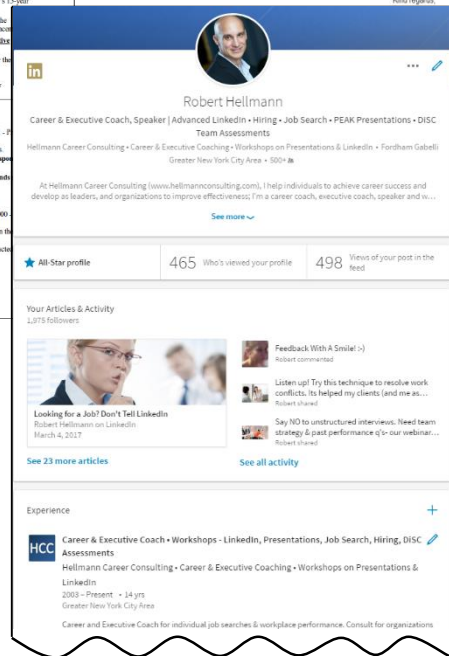 Kind regards,
in
Robert Hellmann
Career & Executive Coach, Speaker | Advanced LinkedIn • Hiring • Job Search • PEAK Presentations • DiSC
Team Assessments
Hellmann Career Consulting • Career & Executive Coaching • Workshops on Presentations & LinkedIn • Fordham Gabelli
Greater New York City Area • 500+
At Hellmann Career Consulting (www.hellmannconsulting.com), I help individuals to achieve career success and
develop as leaders, and organizations to improve effectiveness; I'm a career coach, executive coach, speaker and w...
See more
All-Star profile
465 Who's viewed your profile
498 Views of your post in the
feed
Your Articles & Activity
1,975 followers
Looking for a Job? Don't Tell LinkedIn
Robert Hellmann on LinkedIn
March 4, 2017
See 23 more articles
Feedback With A Smile! :-)
Robert commented
Listen up! Try this technique to resolve work
conflicts. Its helped my clients (and me as...
Robert shared
Say NO to unstructured interviews. Need team
strategy & past performance q's- our webinar...
Robert shared
See all activity
Experience
HCC
Career & Executive Coach • Workshops - LinkedIn, Presentations, Job Search, Hiring, DiSC
Assessments
Hellmann Career Consulting • Career & Executive Coaching • Workshops on Presentations &
LinkedIn
2003 – Present • 14 yrs
Greater New York City Area
Career and Executive Coach for individual job searches & workplace performance. Consult for organizations